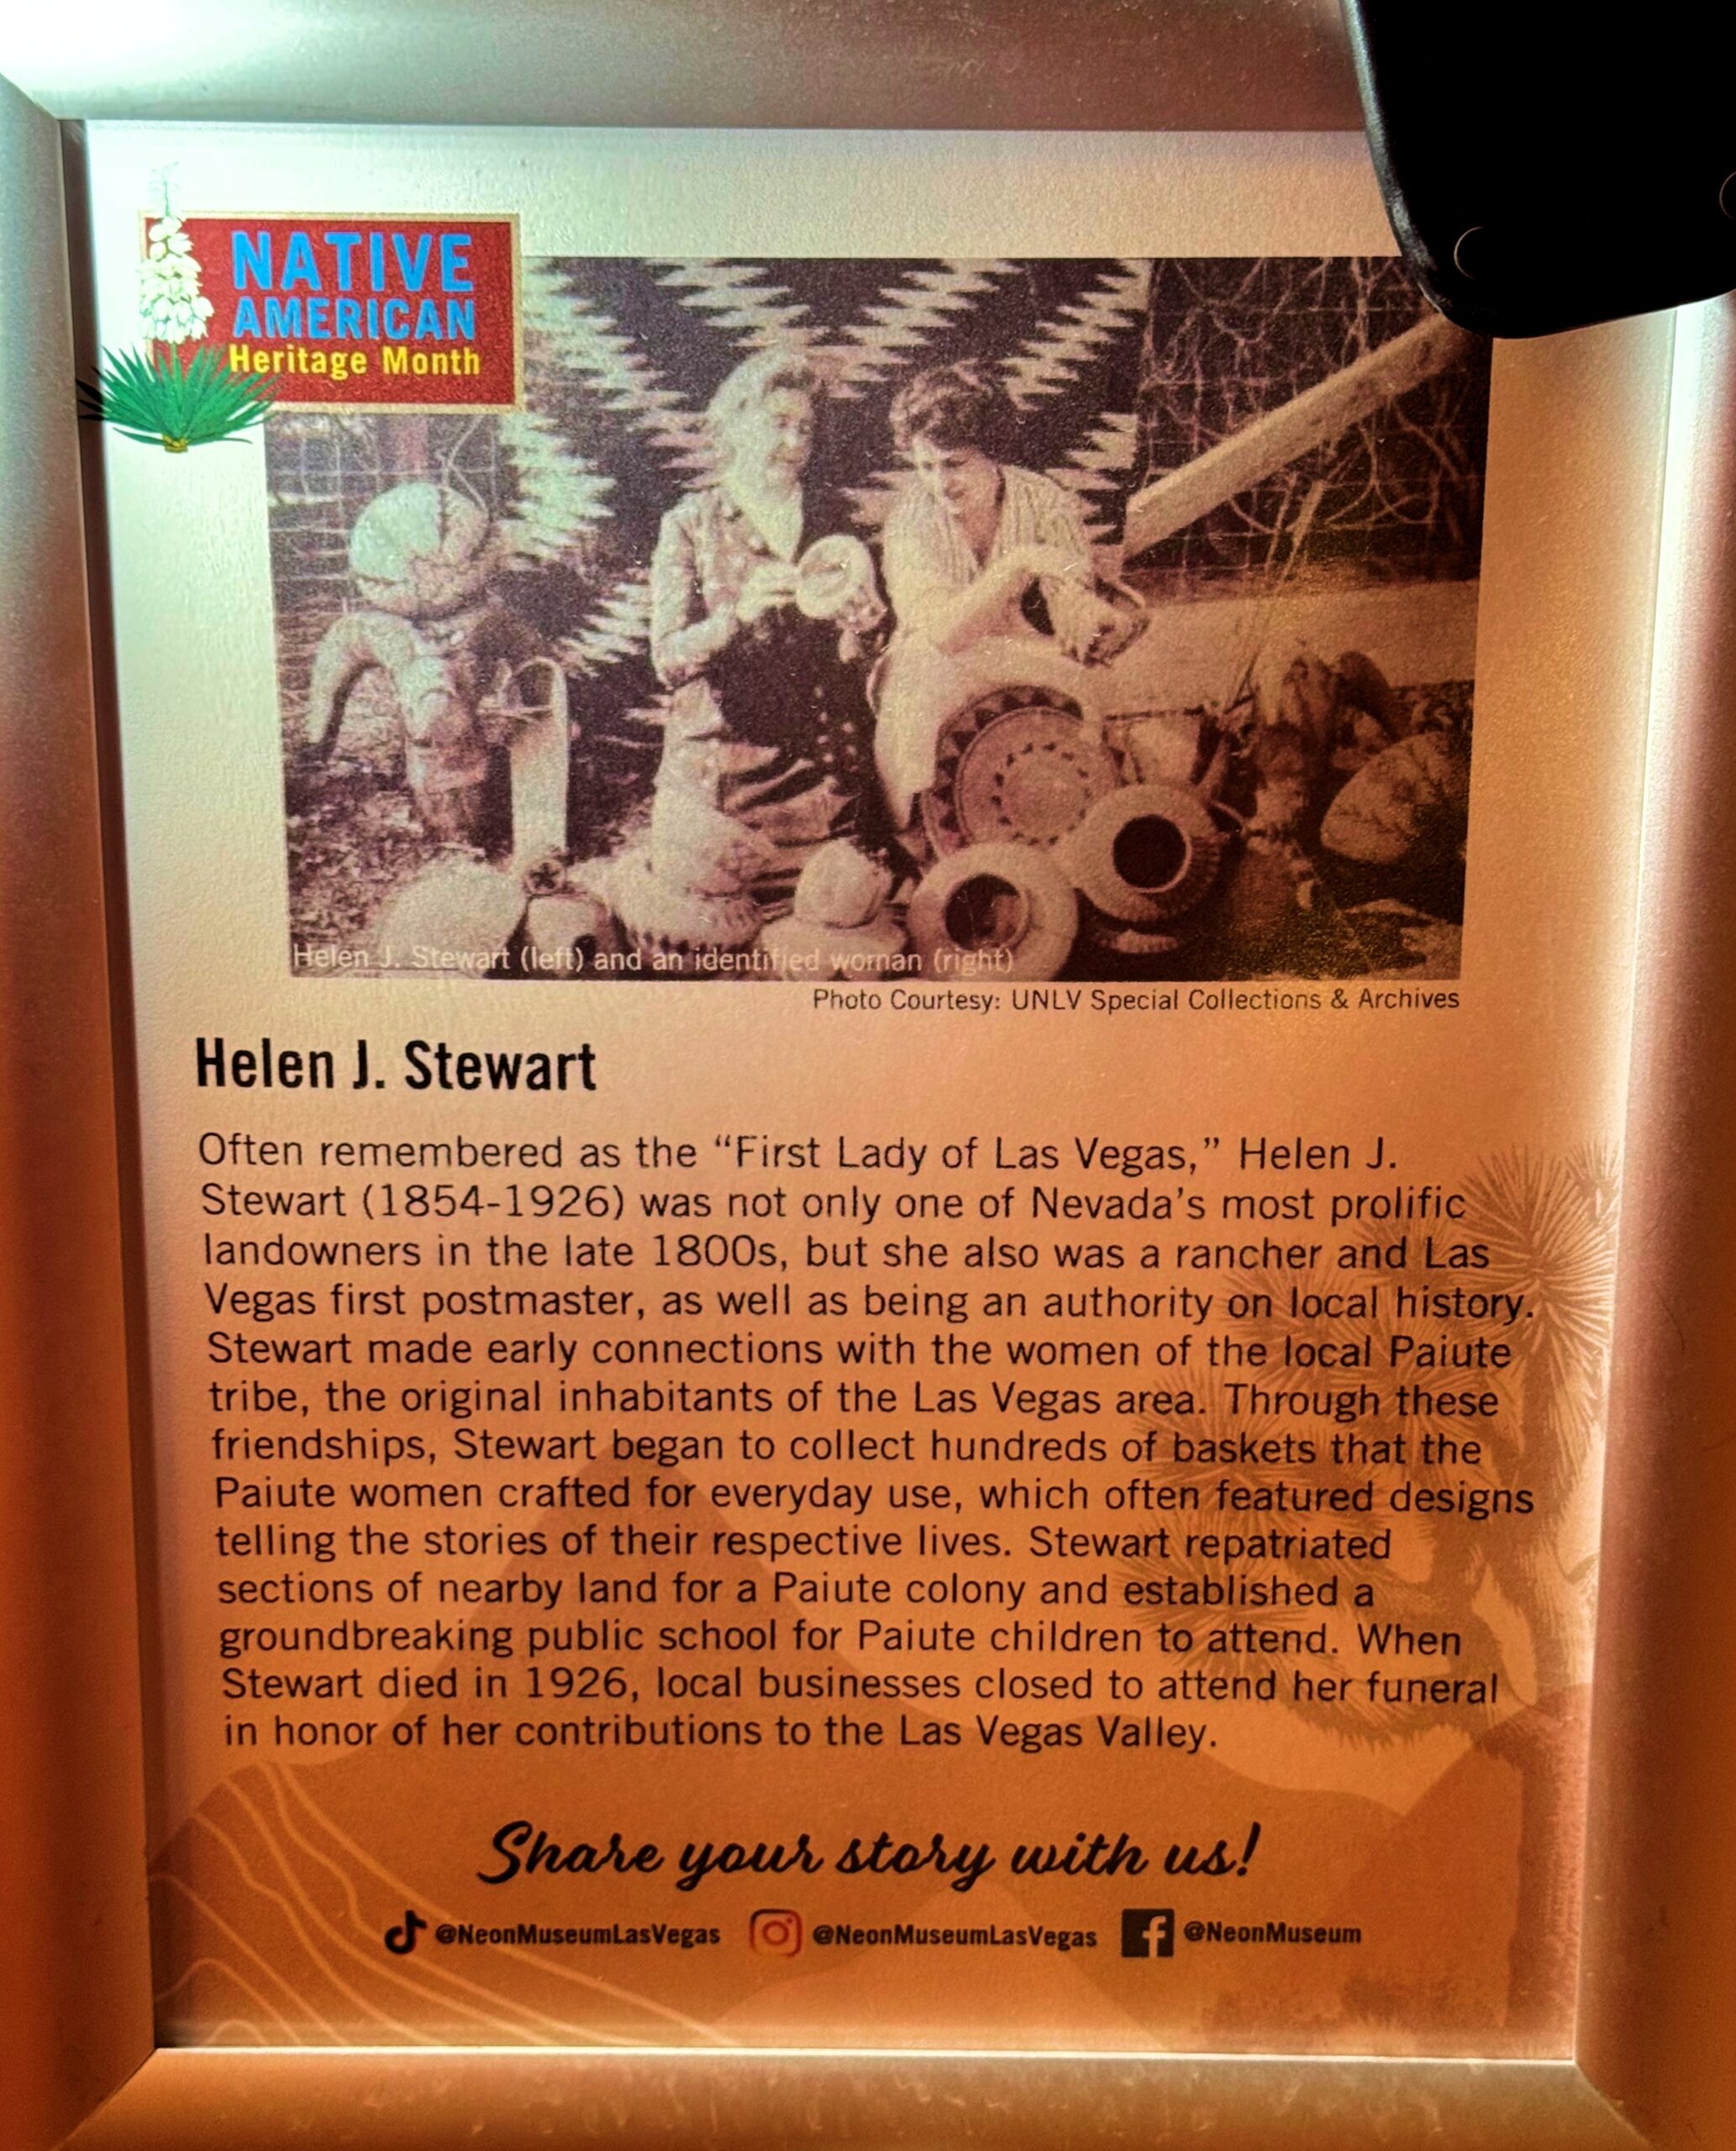 NATIVE
AMERICAN
Heritage Month
Helen J. Stewart (left) and an identified woman (right)
Photo Courtesy: UNLV Special Collections & Archives
Helen J. Stewart
Often remembered as the “First Lady of Las Vegas,” Helen J.
Stewart (1854-1926) was not only one of Nevada’s most prolific
landowners in the late 1800s, but she also was a rancher and Las
Vegas first postmaster, as well as being an authority on local history.
Stewart made early connections with the women of the local Paiute
tribe, the original inhabitants of the Las Vegas area. Through these
friendships, Stewart began to collect hundreds of baskets that the
Paiute women crafted for everyday use, which often featured designs
telling the stories of their respective lives. Stewart repatriated
sections of nearby land for a Paiute colony and established a
groundbreaking public school for Paiute children to attend. When
Stewart died in 1926, local businesses closed to attend her funeral
in honor of her contributions to the Las Vegas Valley.
Share your story with us!
@NeonMuseumLasVegas @NeonMuseumLasVegas @NeonMuseum